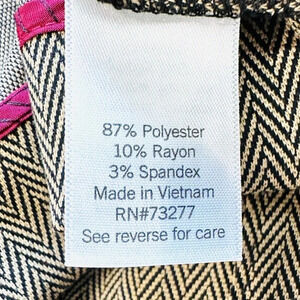 87% Polyester
10% Rayon
3% Spandex
Made in Vietnam
RN#73277
See reverse for care